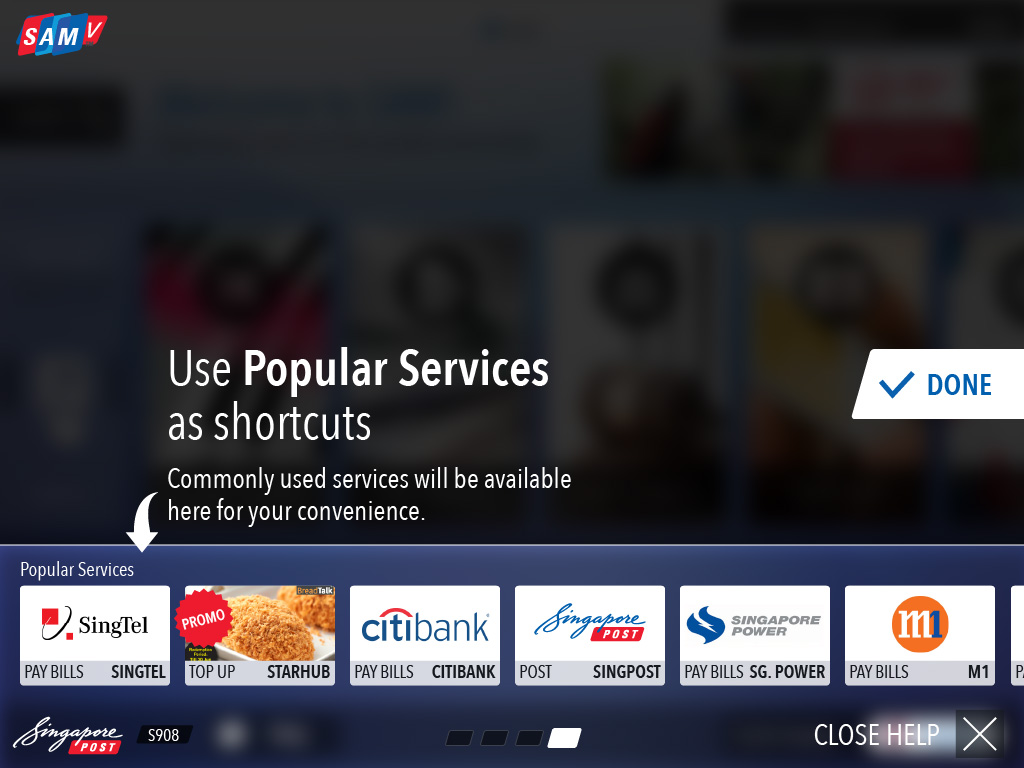 SAM V
Use Popular Services
as shortcuts
DONE
Commonly used services will be available
here for your convenience.
Popular Services
SingTel
PAY BILLS SINGTEL
BreadTalk
PROMO
TOP UP STARHUB
citibank
PAY BILLS CITIBANK
Singapore
POST
POST SINGPOST
SINGAPORE
POWER
PAY BILLS SG. POWER
m1
PAY BILLS M1
Singapore
POST
S908
CLOSE HELP